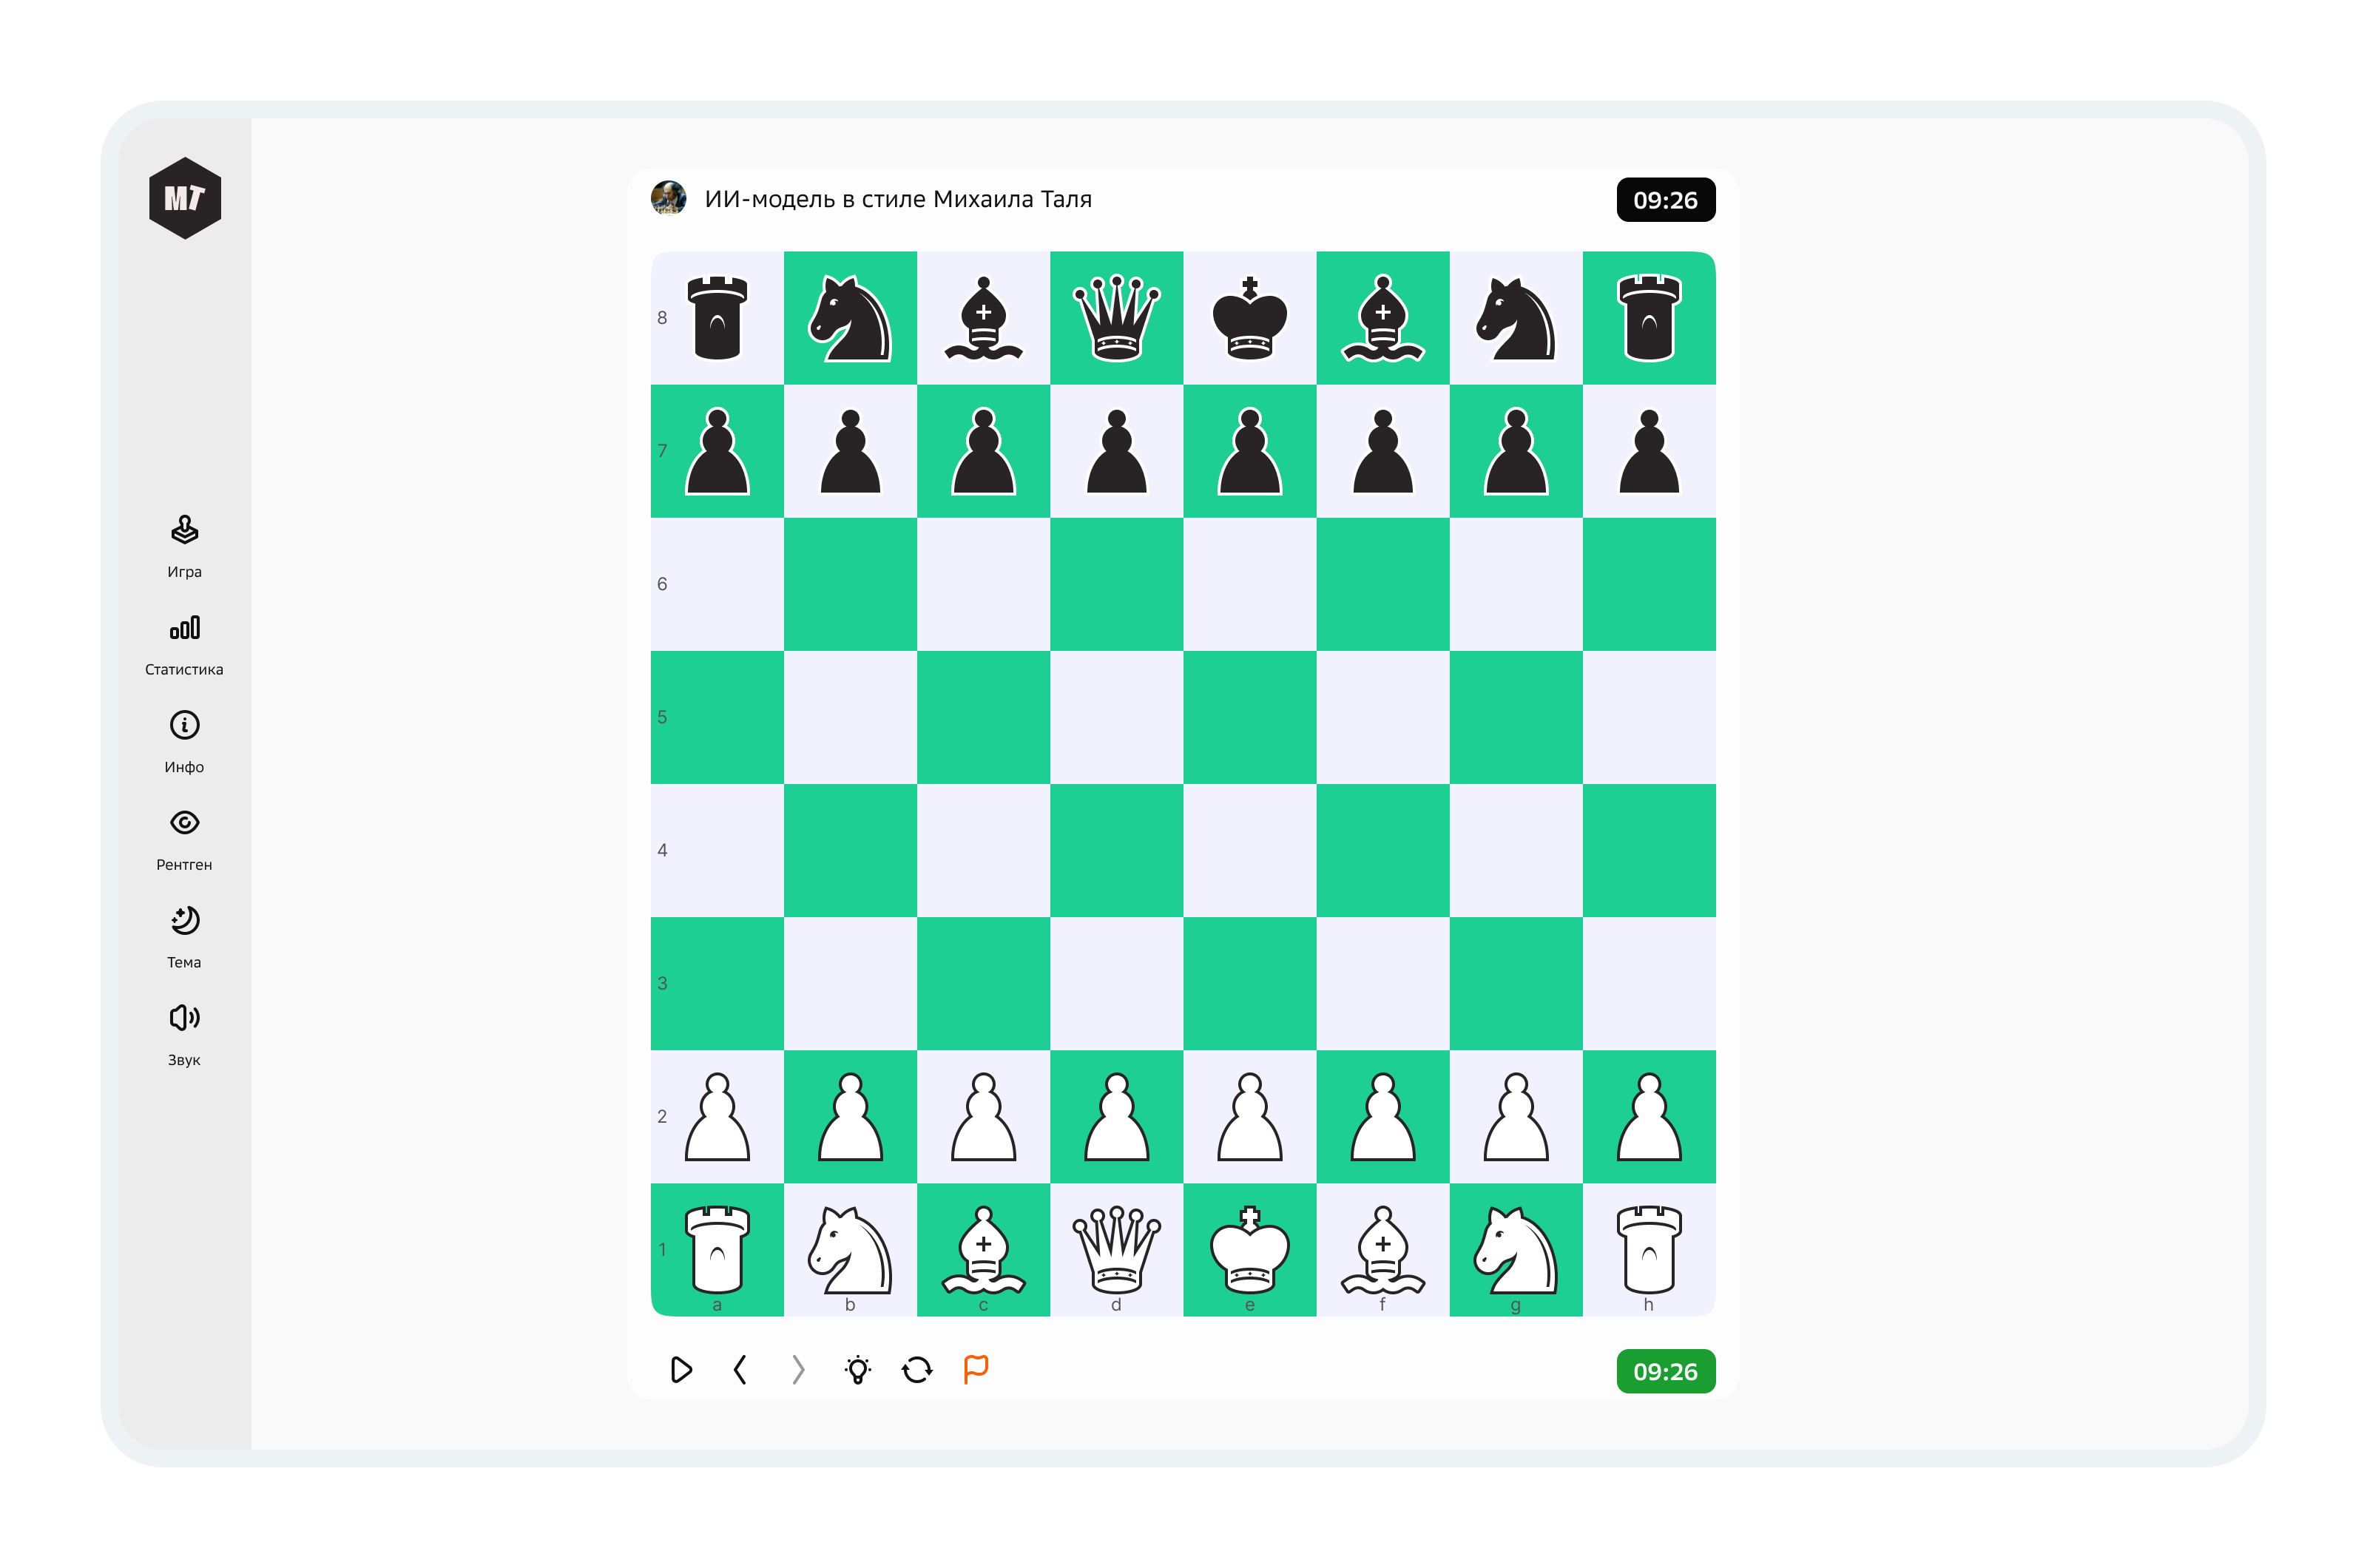 МТ
ИИ-модель в стиле Михаила Таля
09:26
Игра
Статистика
Инфо
Рентген
Тема
Звук
8
7
6
5
4
3
2
1
a b c d e f g h
09:26